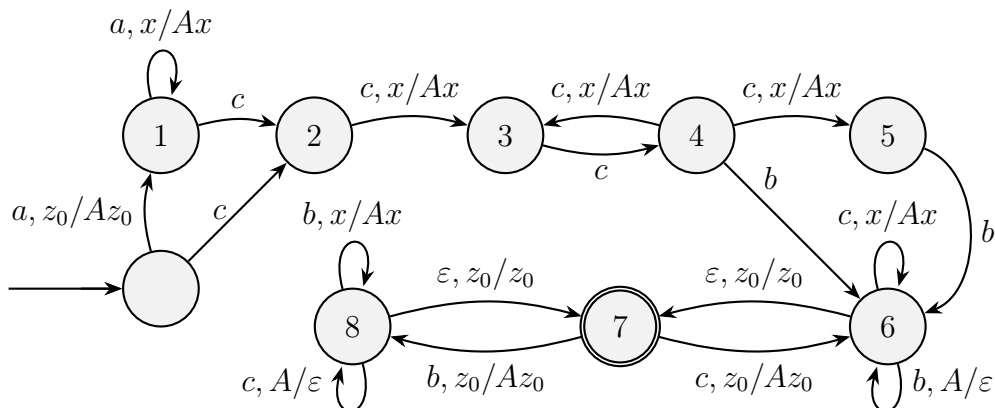 a, x/Ax
c, x/Ax
c, x/Ax
c, x/Ax
c
1
2
3
4
5
c
b
a, z₀/Az₀
c
b, x/Ax
c, x/Ax
b
ε, z₀/z₀
ε, z₀/z₀
8
7
6
c, A/ε
b, z₀/Az₀
c, z₀/Az₀
b, A/ε